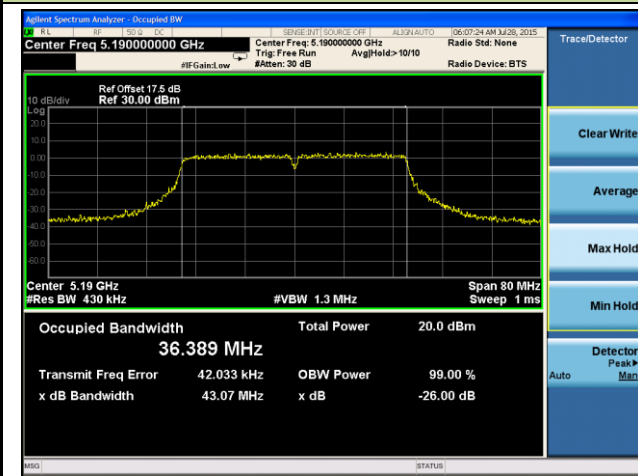 Agilent Spectrum Analyzer - Occupied BW
RL RF 50 Ω DC SENSE:INT SOURCE OFF ALIGN AUTO 06:07:24 AM Jul 28, 2015
Center Freq 5.190000000 GHz Center Freq: 5.190000000 GHz Radio Std: None Trace/Detector
Trig: Free Run Avg|Hold:>10/10
#IFGain:Low #Atten: 30 dB Radio Device: BTS
Ref Offset 17.5 dB
10 dB/div Ref 30.00 dBm
Log
20.0
10.0
0.00
-10.0
-20.0
-30.0
-40.0
-50.0
-60.0
Center 5.19 GHz Span 80 MHz
#Res BW 430 kHz #VBW 1.3 MHz Sweep 1 ms
Occupied Bandwidth Total Power 20.0 dBm
36.389 MHz
Transmit Freq Error 42.033 kHz OBW Power 99.00 %
x dB Bandwidth 43.07 MHz x dB -26.00 dB
Clear Write
Average
Max Hold
Min Hold
Detector
Peak▶
Auto Man
MSG STATUS